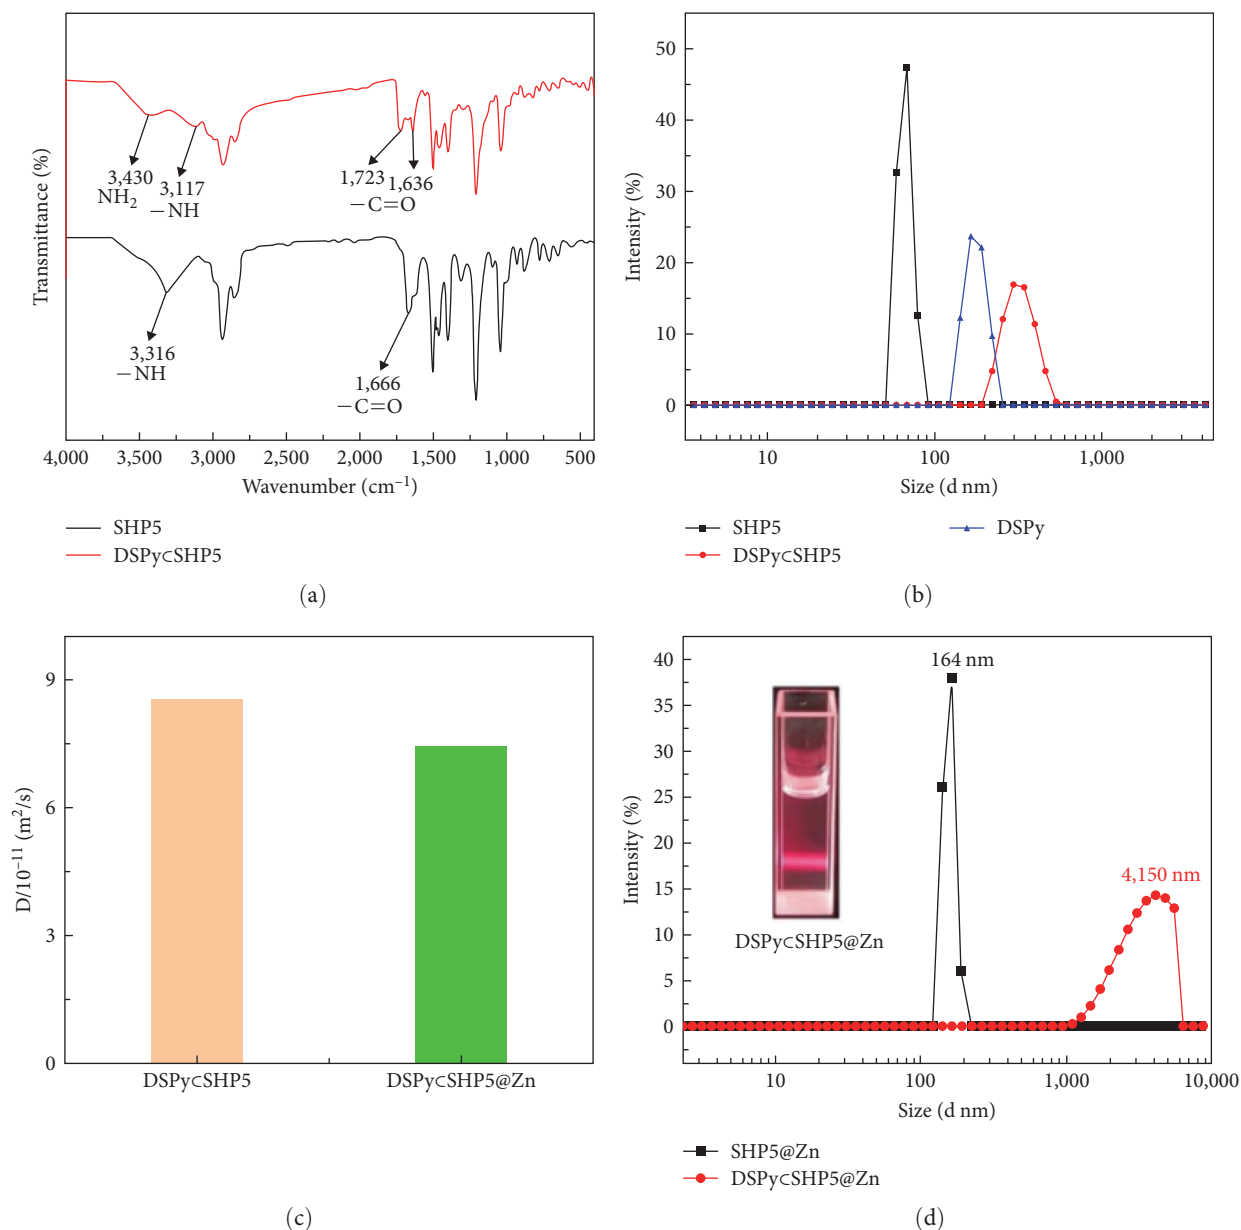 Transmittance (%)
3,430
NH₂
3,117
−NH
1,723
1,636
−C=O
3,316
−NH
1,666
−C=O
4,000 3,500 3,000 2,000 1,500 1,000 500
Wavenumber (cm⁻¹)
SHP5
DSPy⊂SHP5
(a)
Intensity (%)
50
40
30
20
10
0
10 100 1,000
Size (d nm)
SHP5
DSPy⊂SHP5
DSPy
(b)
D/10⁻¹¹ (m²/s)
9
6
3
0
DSPy⊂SHP5 DSPy⊂SHP5@Zn
(c)
Intensity (%)
40
35
30
25
20
15
10
5
0
164 nm
4,150 nm
DSPy⊂SHP5@Zn
10 100 1,000 10,000
Size (d nm)
SHP5@Zn
DSPy⊂SHP5@Zn
(d)